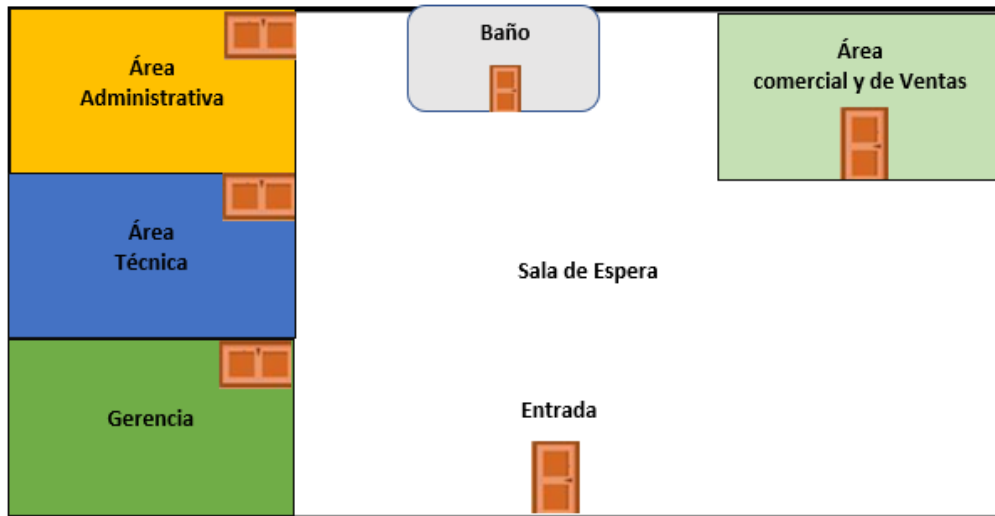 Baño
Área
comercial y de Ventas
Área
Administrativa
Área
Técnica
Sala de Espera
Gerencia
Entrada